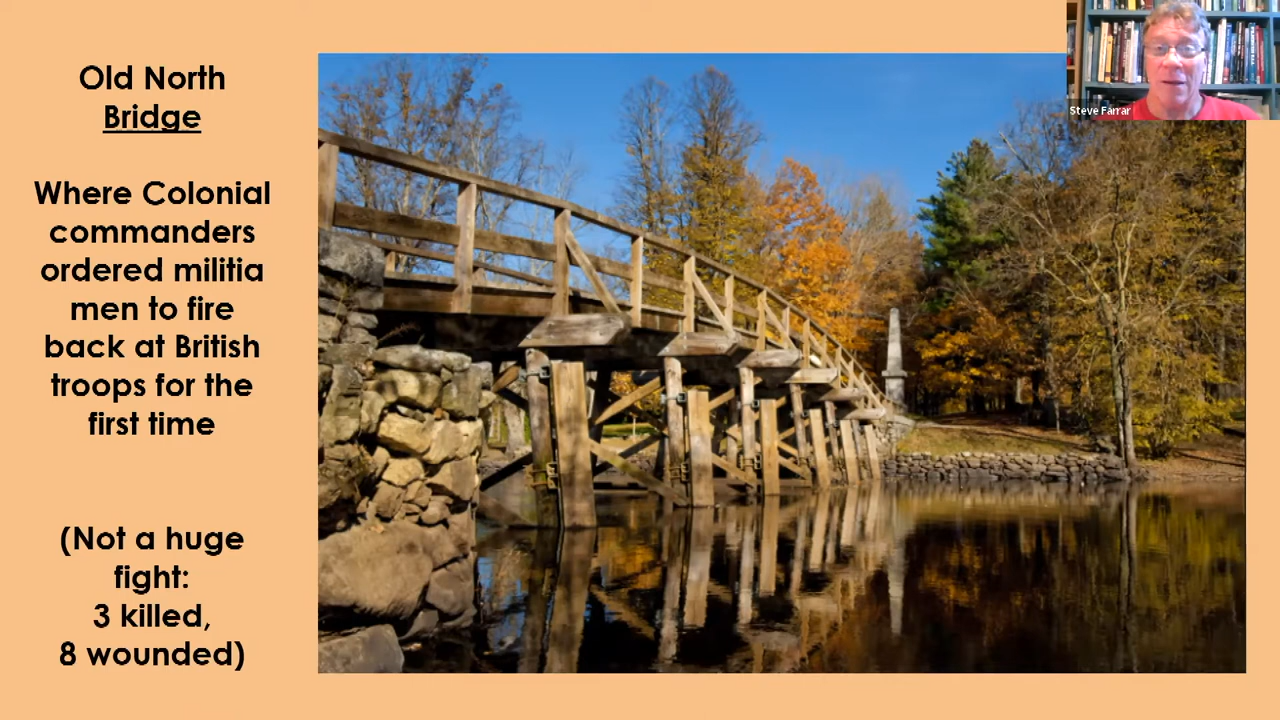 Old North
Bridge
Where Colonial
commanders
ordered militia
men to fire
back at British
troops for the
first time
(Not a huge
fight:
3 killed,
8 wounded)
Steve Farrar